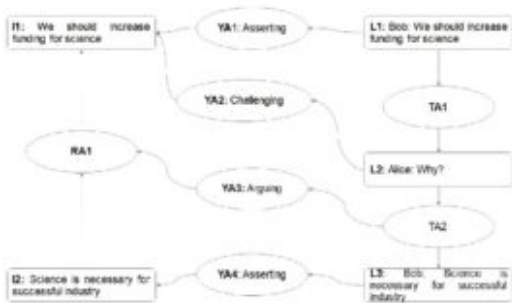 I1: We should increase
funding for science
YA1: Asserting
L1: Bob: We should increase
funding for science
YA2: Challenging
TA1
RA1
L2: Alice: Why?
YA3: Arguing
TA2
I2: Science is necessary for
successful industry
YA4: Asserting
L3: Bob: Science is
necessary for successful
industry